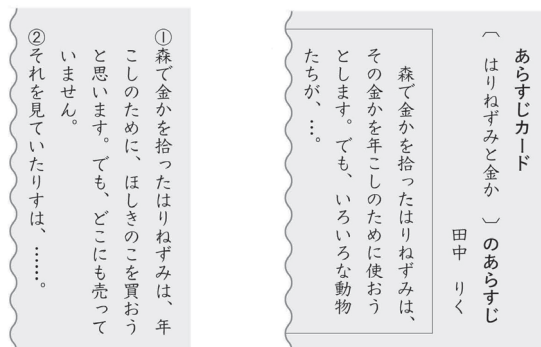 あらすじカード
〔 はりねずみと金か 〕のあらすじ
田中 りく
森で金かを拾ったはりねずみは、
その金かを年こしのために使おう
とします。でも、いろいろな動物
たちが、…。
①森で金かを拾ったはりねずみは、年
こしのために、ほしきのこを買おう
と思います。でも、どこにも売って
いません。
②それを見ていたりすは、……。